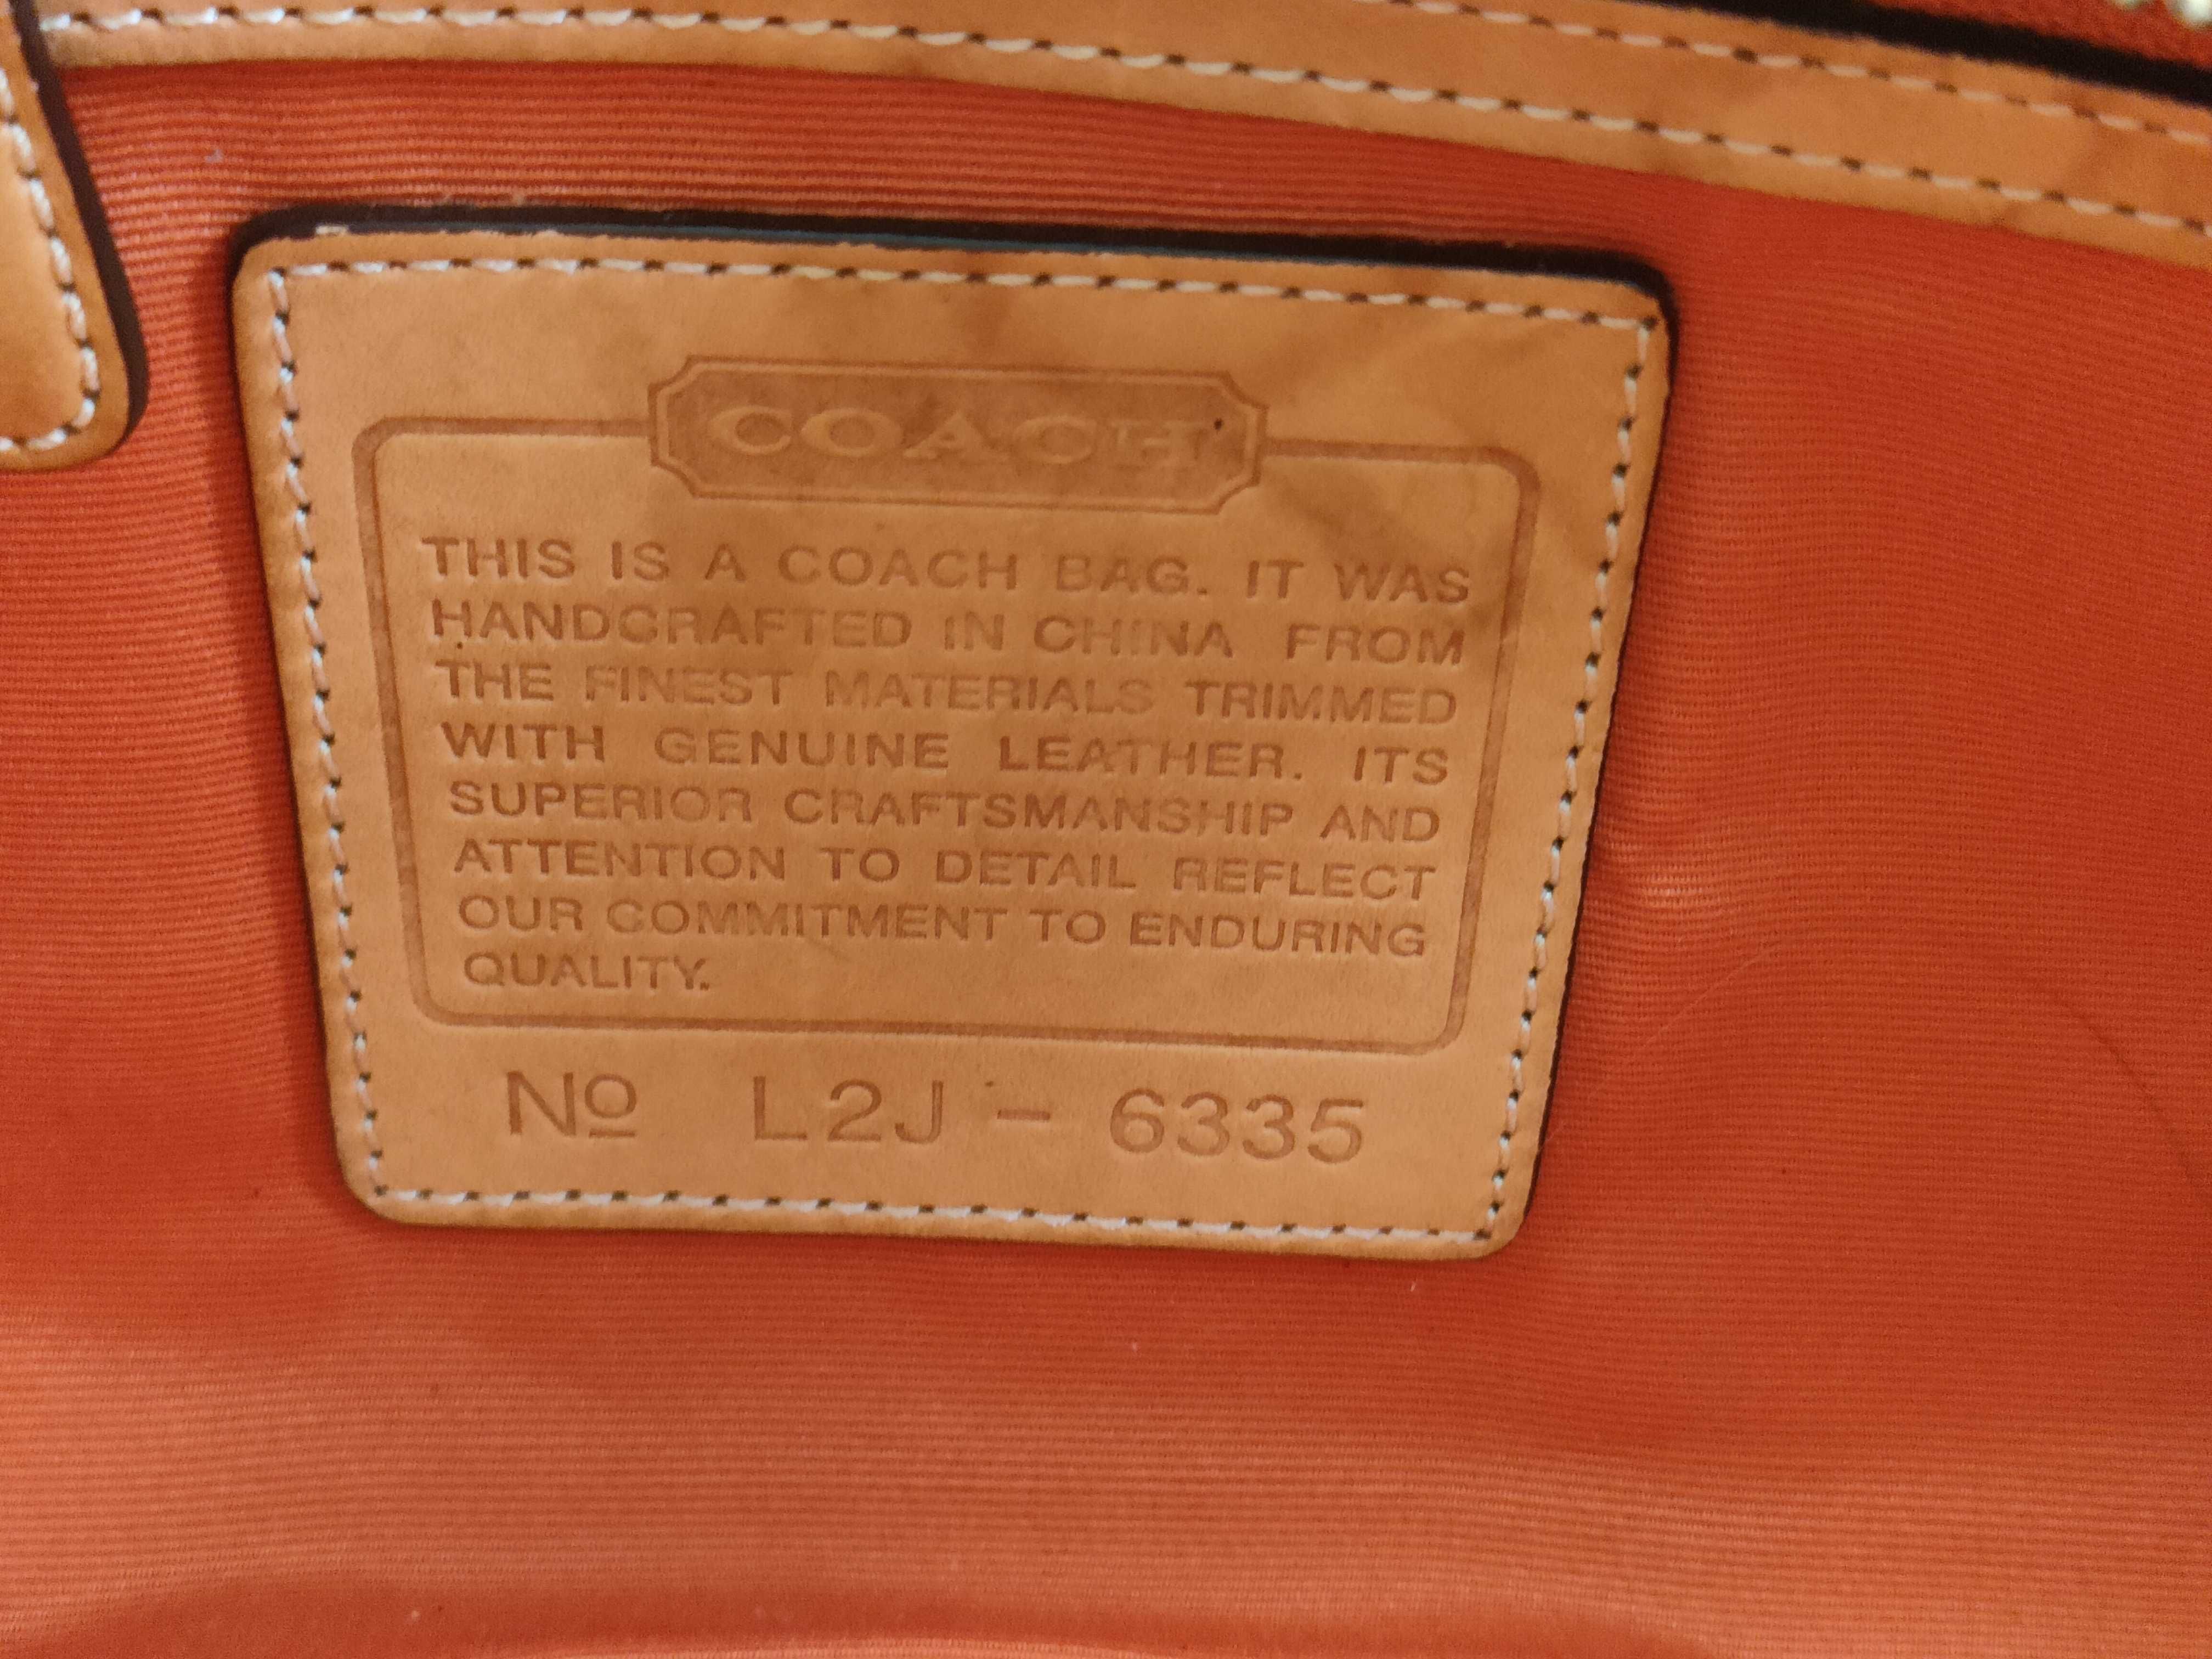 COACH
THIS IS A COACH BAG. IT WAS
HANDCRAFTED IN CHINA FROM
THE FINEST MATERIALS TRIMMED
WITH GENUINE LEATHER. ITS
SUPERIOR CRAFTSMANSHIP AND
ATTENTION TO DETAIL REFLECT
OUR COMMITMENT TO ENDURING
QUALITY.
Nº L2J - 6335